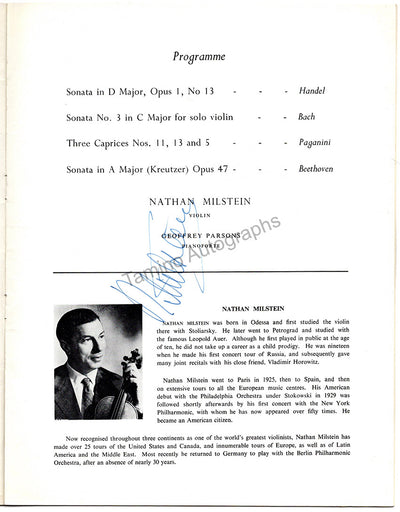 Programme
Sonata in D Major, Opus 1, No 13 - - - Handel
Sonata No. 3 in C Major for solo violin - - Bach
Three Caprices Nos. 11, 13 and 5 - - - Paganini
Sonata in A Major (Kreutzer) Opus 47 - - - Beethoven
NATHAN MILSTEIN
VIOLIN
GEOFFREY PARSONS
PIANOFORTE
Tamino Autographs
NATHAN MILSTEIN
NATHAN MILSTEIN was born in Odessa and first studied the violin
there with Stoliarsky. He later went to Petrograd and studied with
the famous Leopold Auer. Although he first played in public at the age
of ten, he did not take up a career as a child prodigy. He was nineteen
when he made his first concert tour of Russia, and subsequently gave
many joint recitals with his close friend, Vladimir Horowitz.
Nathan Milstein went to Paris in 1925, then to Spain, and then
on extensive tours to all the European music centres. His American
debut with the Philadelphia Orchestra under Stokowski in 1929 was
followed shortly afterwards by his first concert with the New York
Philharmonic, with whom he has now appeared over fifty times. He
became an American citizen.
Now recognised throughout three continents as one of the world's greatest violinists, Nathan Milstein has
made over 25 tours of the United States and Canada, and innumerable tours of Europe, as well as of Latin
America and the Middle East. Most recently he returned to Germany to play with the Berlin Philharmonic
Orchestra, after an absence of nearly 30 years.